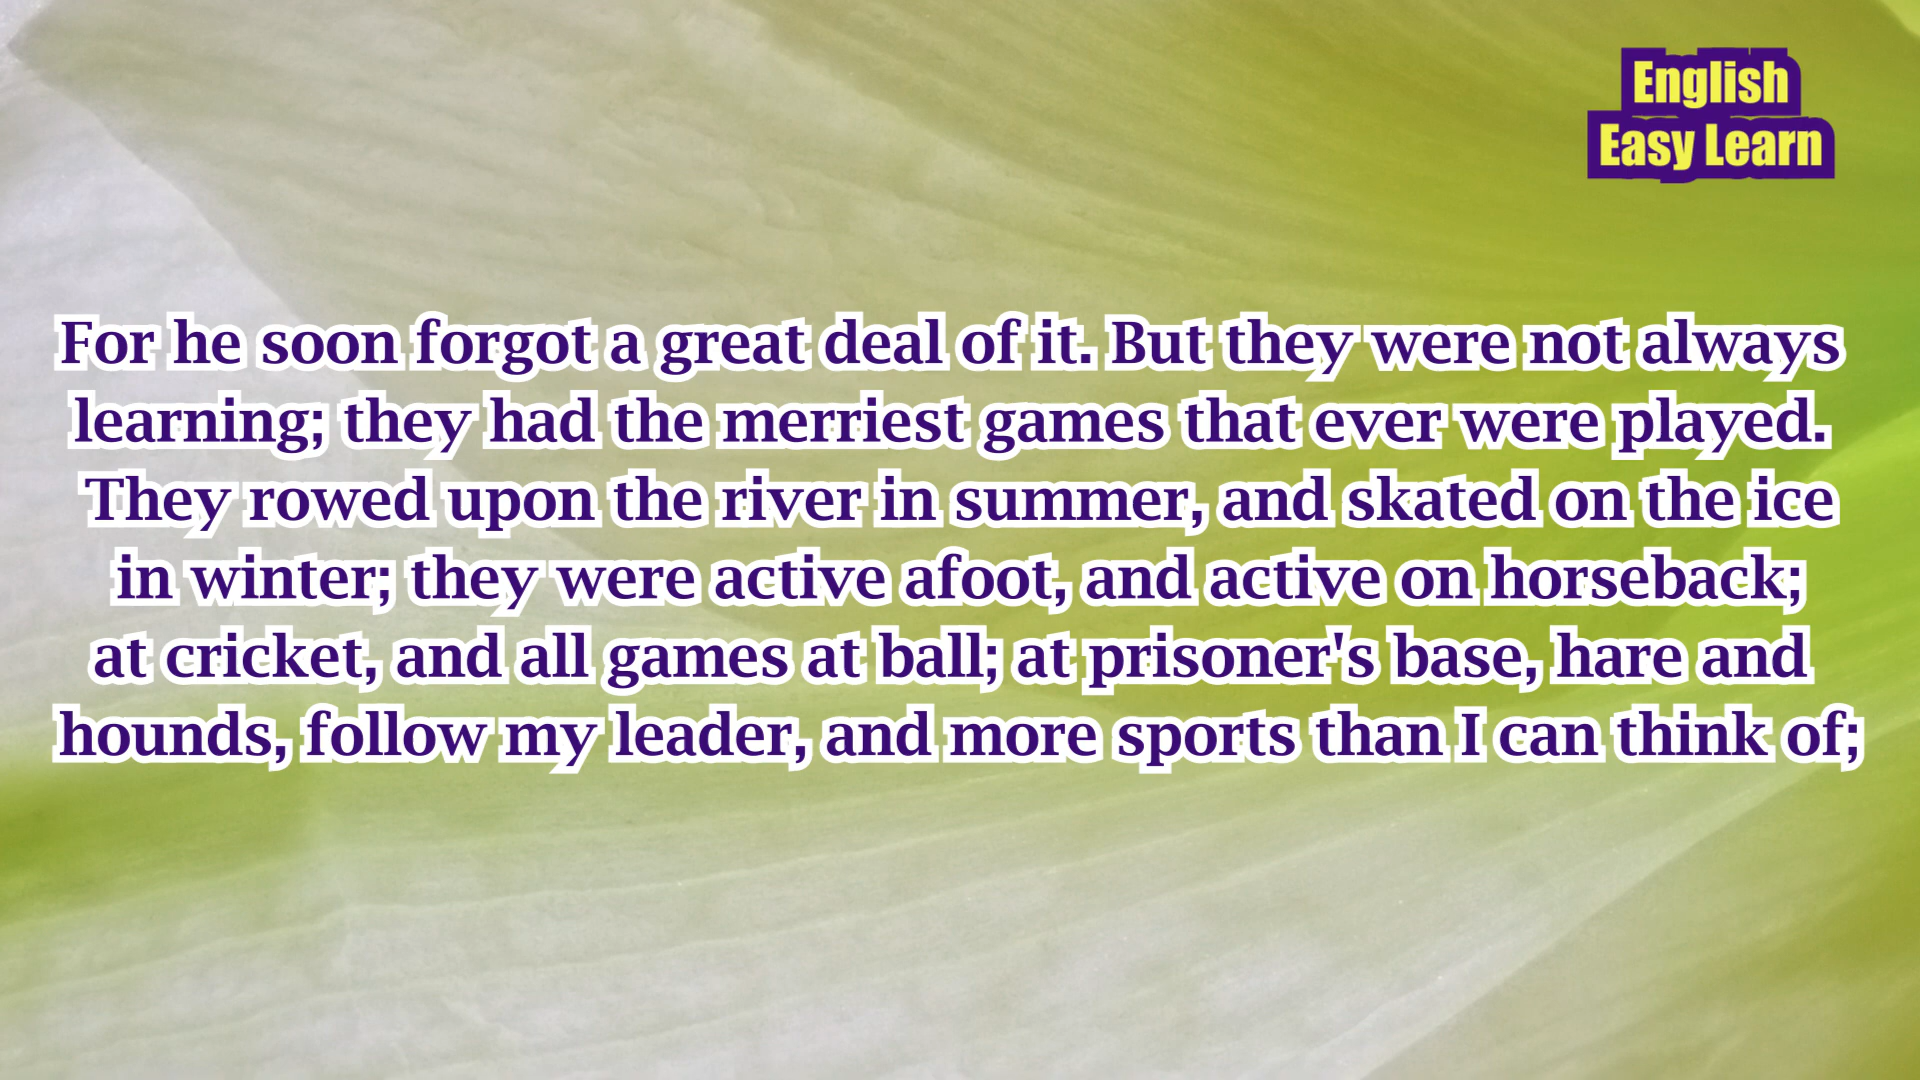 English
Easy Learn
For he soon forgot a great deal of it. But they were not always
learning; they had the merriest games that ever were played.
They rowed upon the river in summer, and skated on the ice
in winter; they were active afoot, and active on horseback;
at cricket, and all games at ball; at prisoner's base, hare and
hounds, follow my leader, and more sports than I can think of;